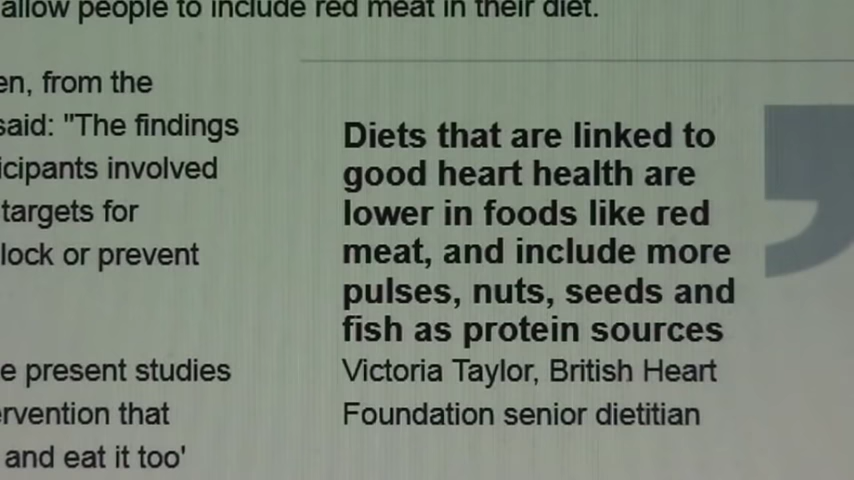 allow people to include red meat in their diet.
en, from the
said: "The findings
icipants involved
targets for
lock or prevent
e present studies
ervention that
and eat it too'
Diets that are linked to
good heart health are
lower in foods like red
meat, and include more
pulses, nuts, seeds and
fish as protein sources
Victoria Taylor, British Heart
Foundation senior dietitian